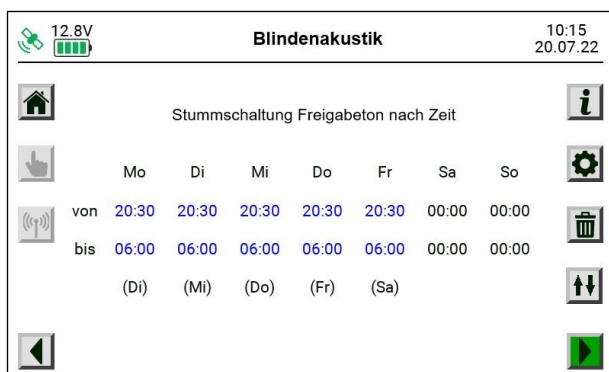 12.8V
Blindenakustik
10:15
20.07.22
Stummschaltung Freigabeton nach Zeit
Mo Di Mi Do Fr Sa So
von 20:30 20:30 20:30 20:30 20:30 00:00 00:00
bis 06:00 06:00 06:00 06:00 06:00 00:00 00:00
(Di) (Mi) (Do) (Fr) (Sa)
i